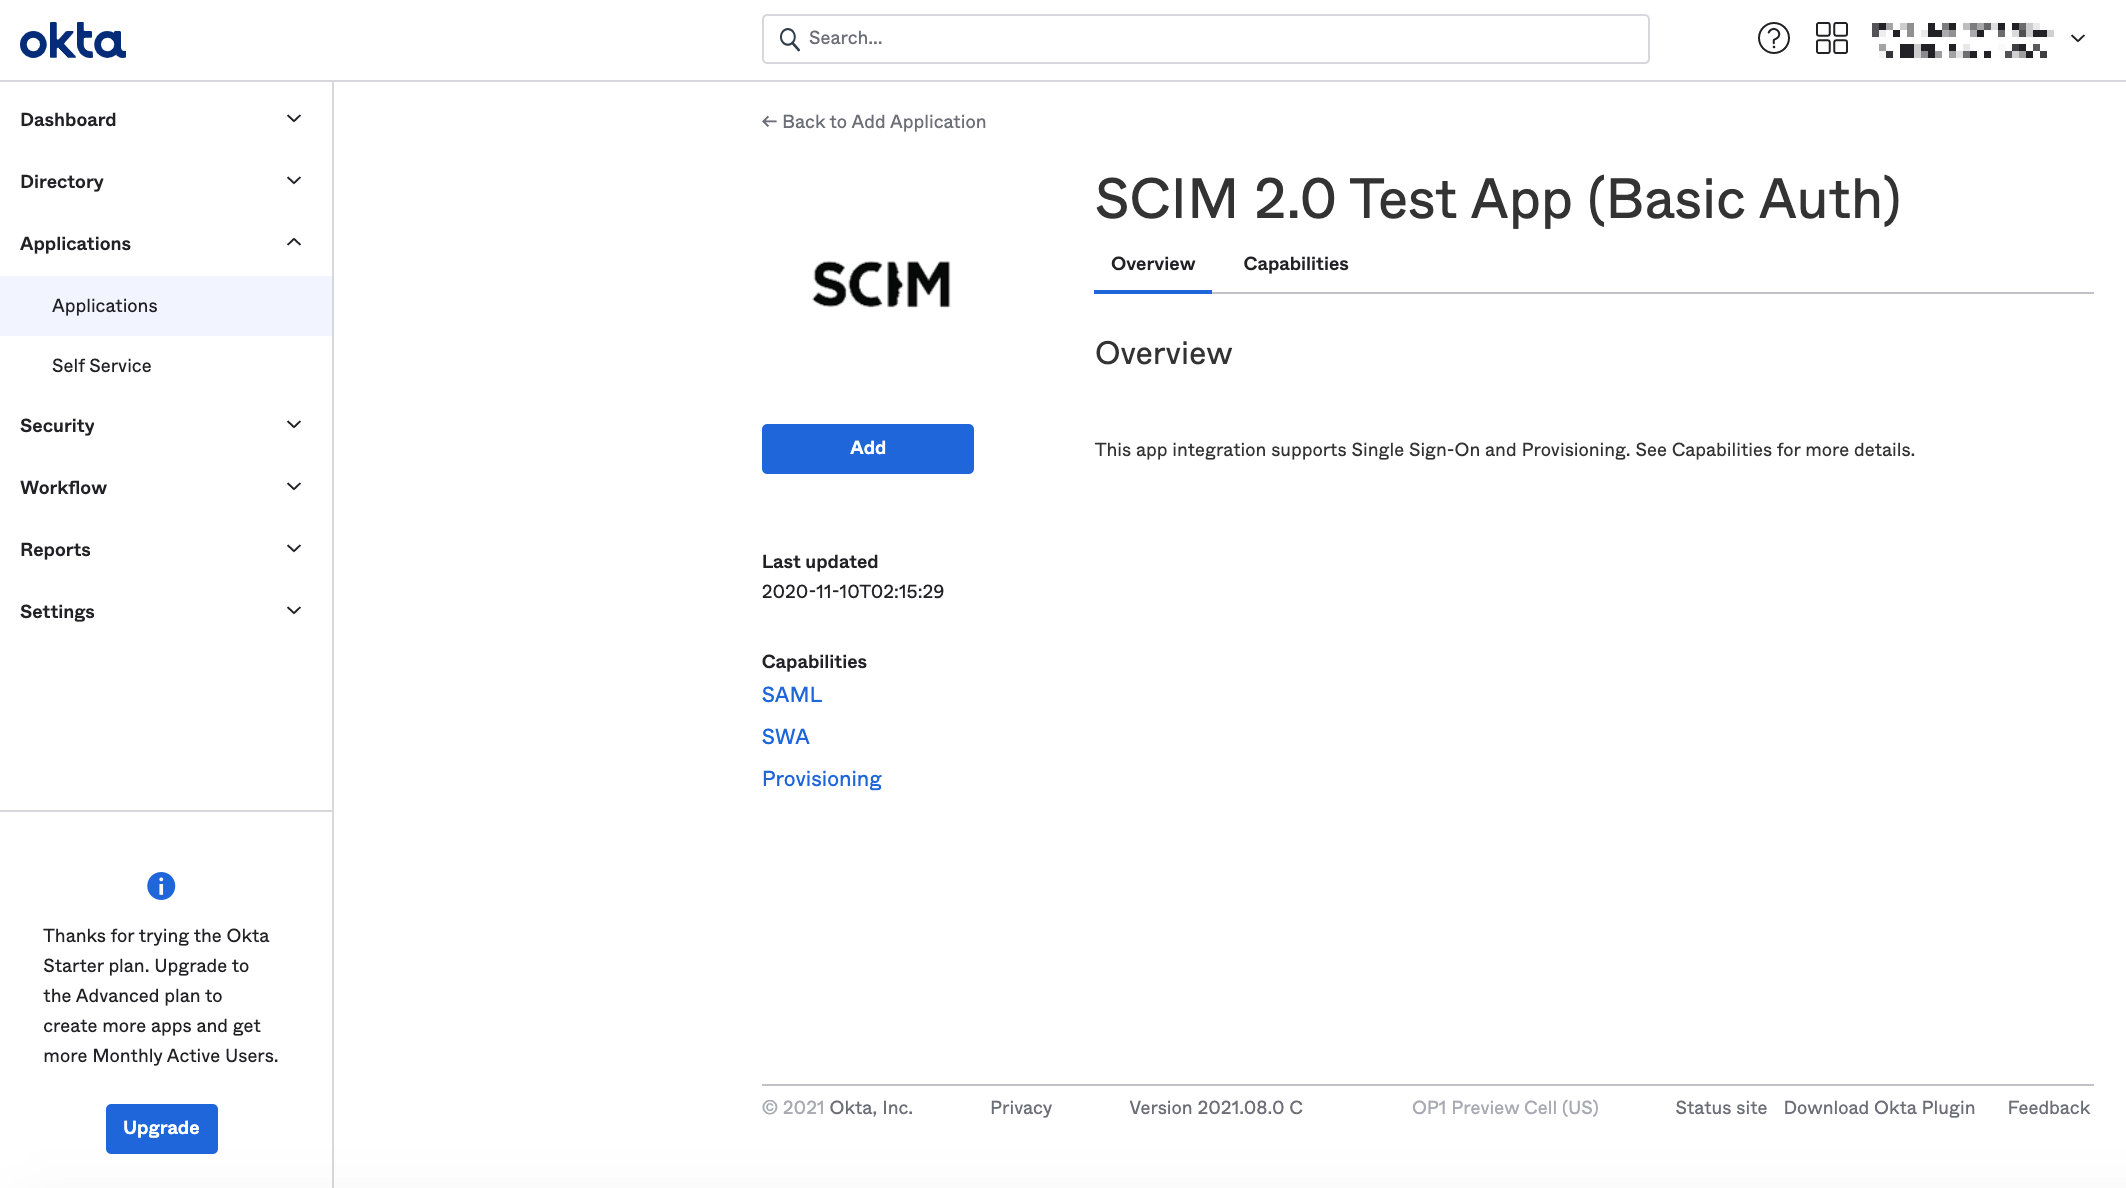 okta
Search...
Dashboard
Directory
Applications
Applications
Self Service
Security
Workflow
Reports
Settings
Thanks for trying the Okta
Starter plan. Upgrade to
the Advanced plan to
create more apps and get
more Monthly Active Users.
Upgrade
← Back to Add Application
SCIM
Add
Last updated
2020-11-10T02:15:29
Capabilities
SAML
SWA
Provisioning
SCIM 2.0 Test App (Basic Auth)
Overview Capabilities
Overview
This app integration supports Single Sign-On and Provisioning. See Capabilities for more details.
© 2021 Okta, Inc. Privacy Version 2021.08.0 C OP1 Preview Cell (US) Status site Download Okta Plugin Feedback